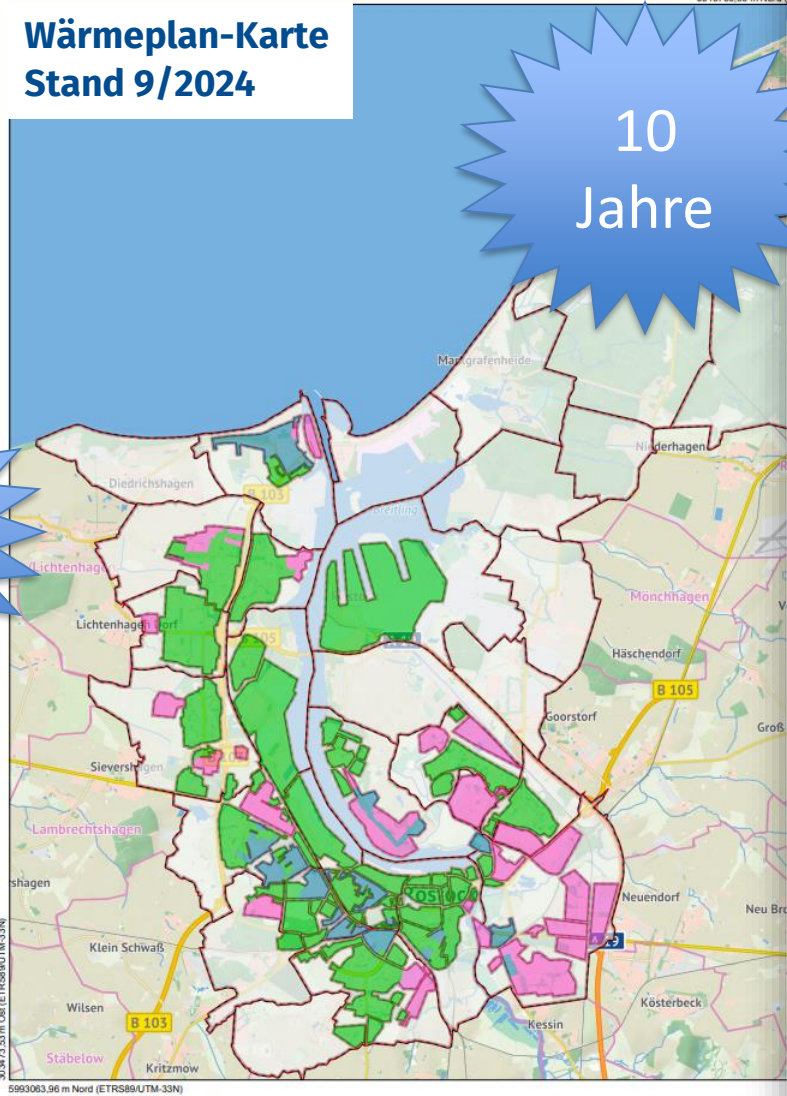 Wärmeplan-Karte
Stand 9/2024
10
Jahre
Markgrafenheide
Niederhagen
Diedrichshagen
B 103
Breitling
/Lichtenhagen
Mönchhagen
Lichtenhagen Dorf
B 105
Häschendorf
B 105
Goorstorf
Groß
Sievershagen
B 103
Lambrechtshagen
shagen
Rostock
Neuendorf
Neu Bro
Klein Schwaß
A 19
Wilsen
B 103
Kösterbeck
Kessin
Stäbelow
Kritzmow
5993063,96 m Nord (ETRS89/UTM-33N)